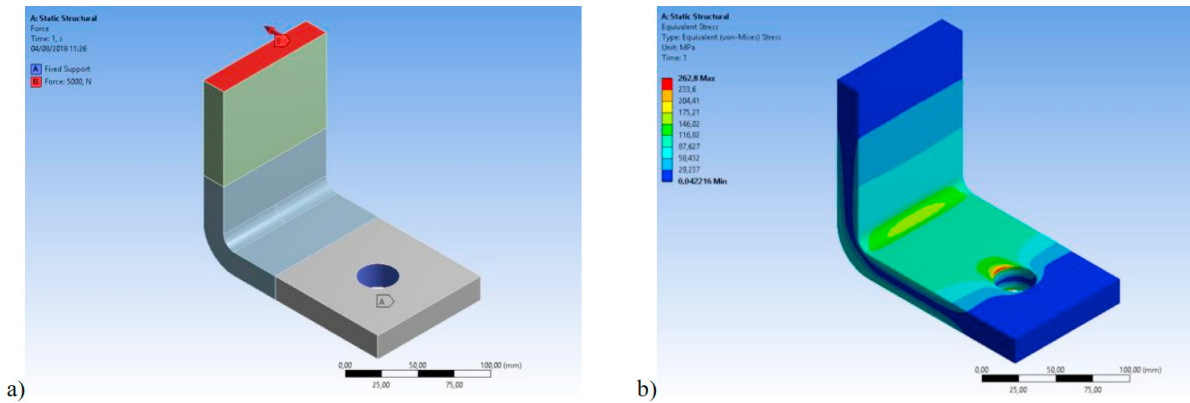 A: Static Structural
Force
Time: 1, s
04/09/2018 11:26
A Fixed Support
B Force: 5000, N
B
A
0,00 50,00 100,00 (mm)
25,00 75,00
a)
A: Static Structural
Equivalent Stress
Type: Equivalent (von-Mises) Stress
Unit: MPa
Time: 1
262,8 Max
233,6
204,41
175,21
146,02
116,82
87,627
58,432
29,237
0,042216 Min
0,00 50,00 100,00 (mm)
25,00 75,00
b)